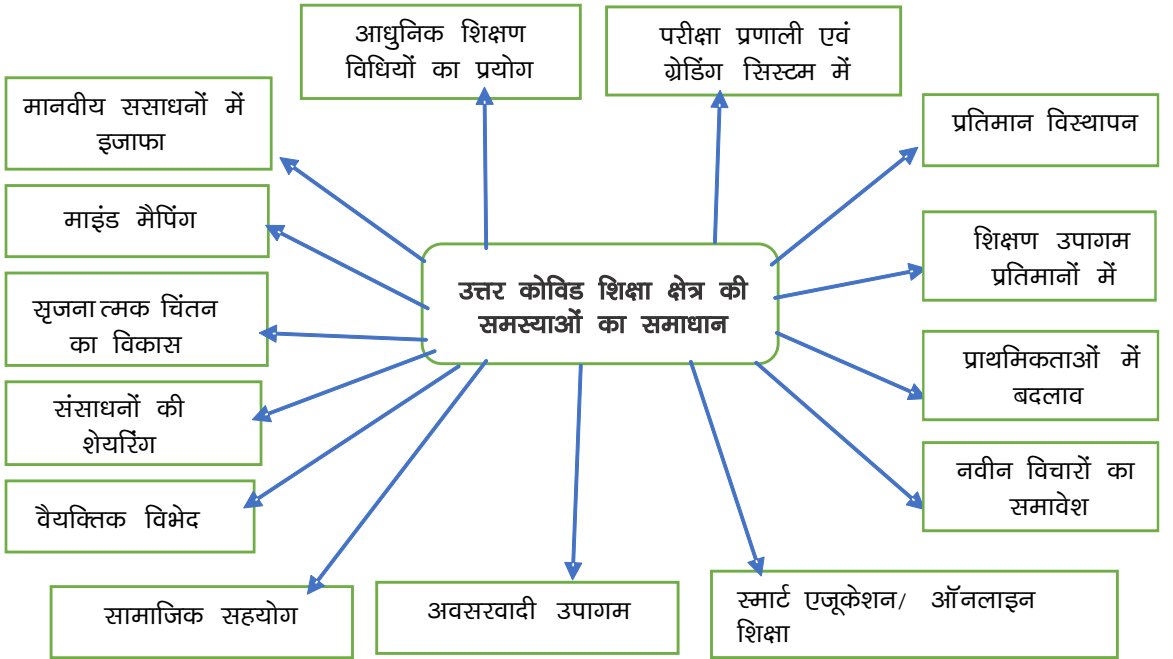 आधुनिक शिक्षण
विधियों का प्रयोग
परीक्षा प्रणाली एवं
ग्रेडिंग सिस्टम में
मानवीय ससाधनों में
इजाफा
प्रतिमान विस्थापन
माइंड मैपिंग
शिक्षण उपागम
प्रतिमानों में
उत्तर कोविड शिक्षा क्षेत्र की
समस्याओं का समाधान
सृजनात्मक चिंतन
का विकास
प्राथमिकताओं में
बदलाव
संसाधनों की
शेयरिंग
नवीन विचारों का
समावेश
वैयक्तिक विभेद
सामाजिक सहयोग
अवसरवादी उपागम
स्मार्ट एजूकेशन/ ऑनलाइन
शिक्षा